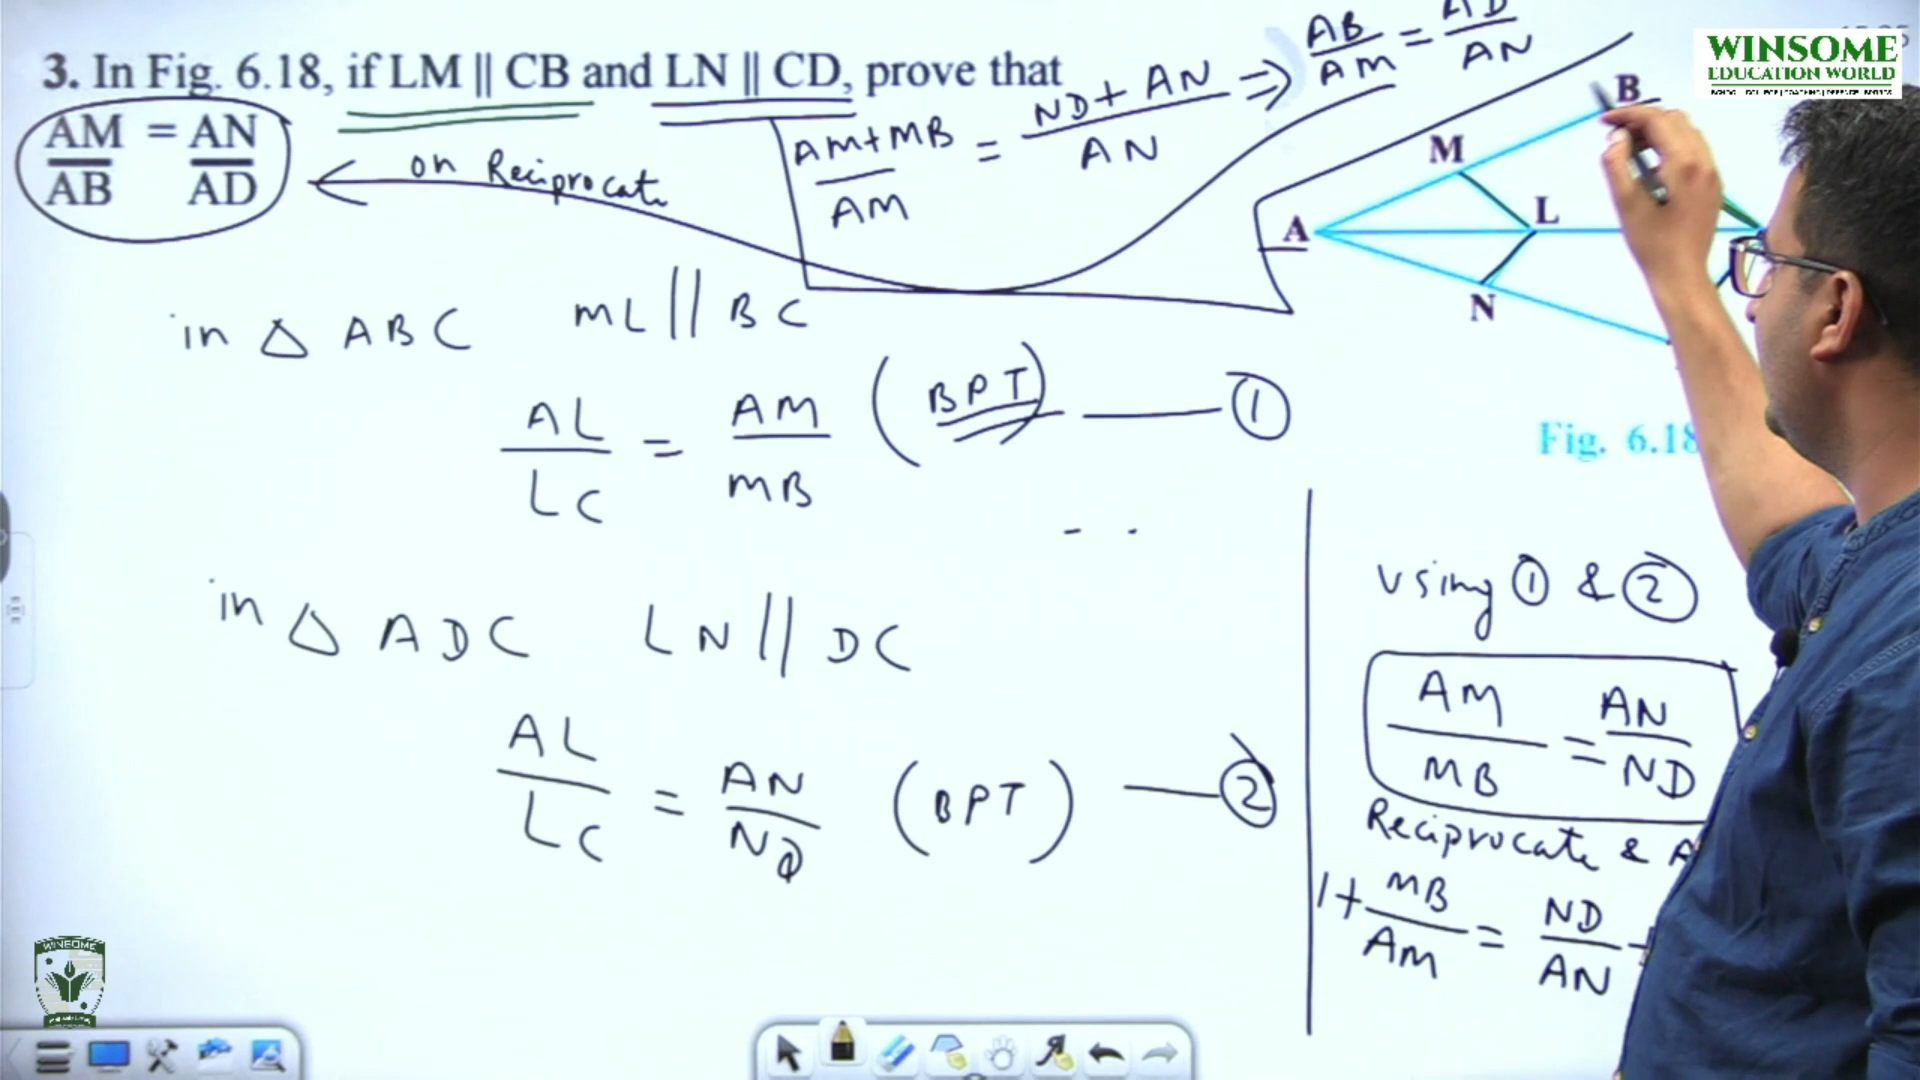 3. In Fig. 6.18, if LM || CB and LN || CD, prove that
AM/AB = AN/AD
on Reciprocate
AM+MB/AM = ND+AN/AN ⇒ AB/AM = AD/AN
in △ ABC ML || BC
AL/LC = AM/MB (BPT) — ①
in △ ADC LN || DC
AL/LC = AN/ND (BPT) — ②
A
M
B
L
N
Fig. 6.18
Using ① & ②
AM/MB = AN/ND
Reciprocate &
1+ MB/AM = ND/AN +
WINSOME
EDUCATION WORLD
WINSOME